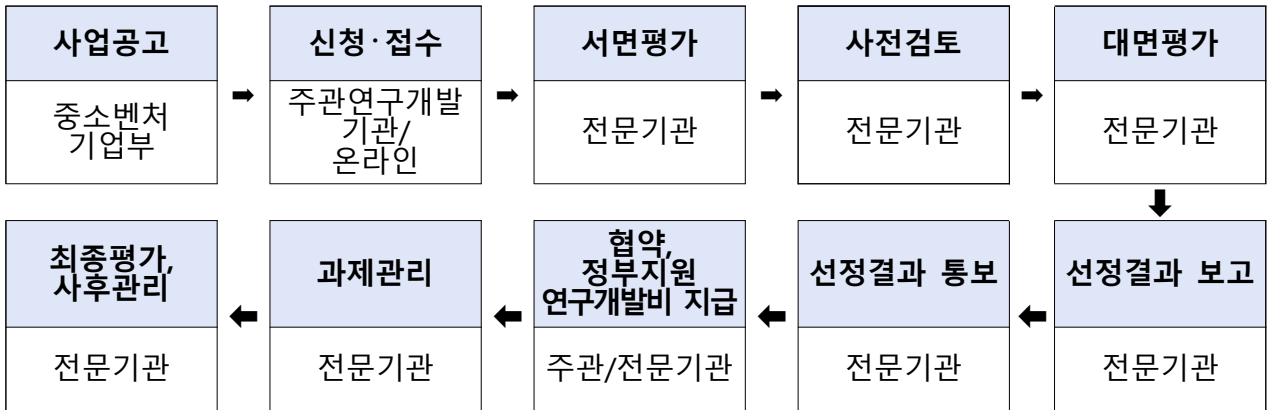 사업공고
중소벤처
기업부
➡
신청·접수
주관연구개발
기관/
온라인
➡
서면평가
전문기관
➡
사전검토
전문기관
➡
대면평가
전문기관
⬇
선정결과 보고
전문기관
⬅
선정결과 통보
전문기관
⬅
협약,
정부지원
연구개발비 지급
주관/전문기관
⬅
과제관리
전문기관
⬅
최종평가,
사후관리
전문기관